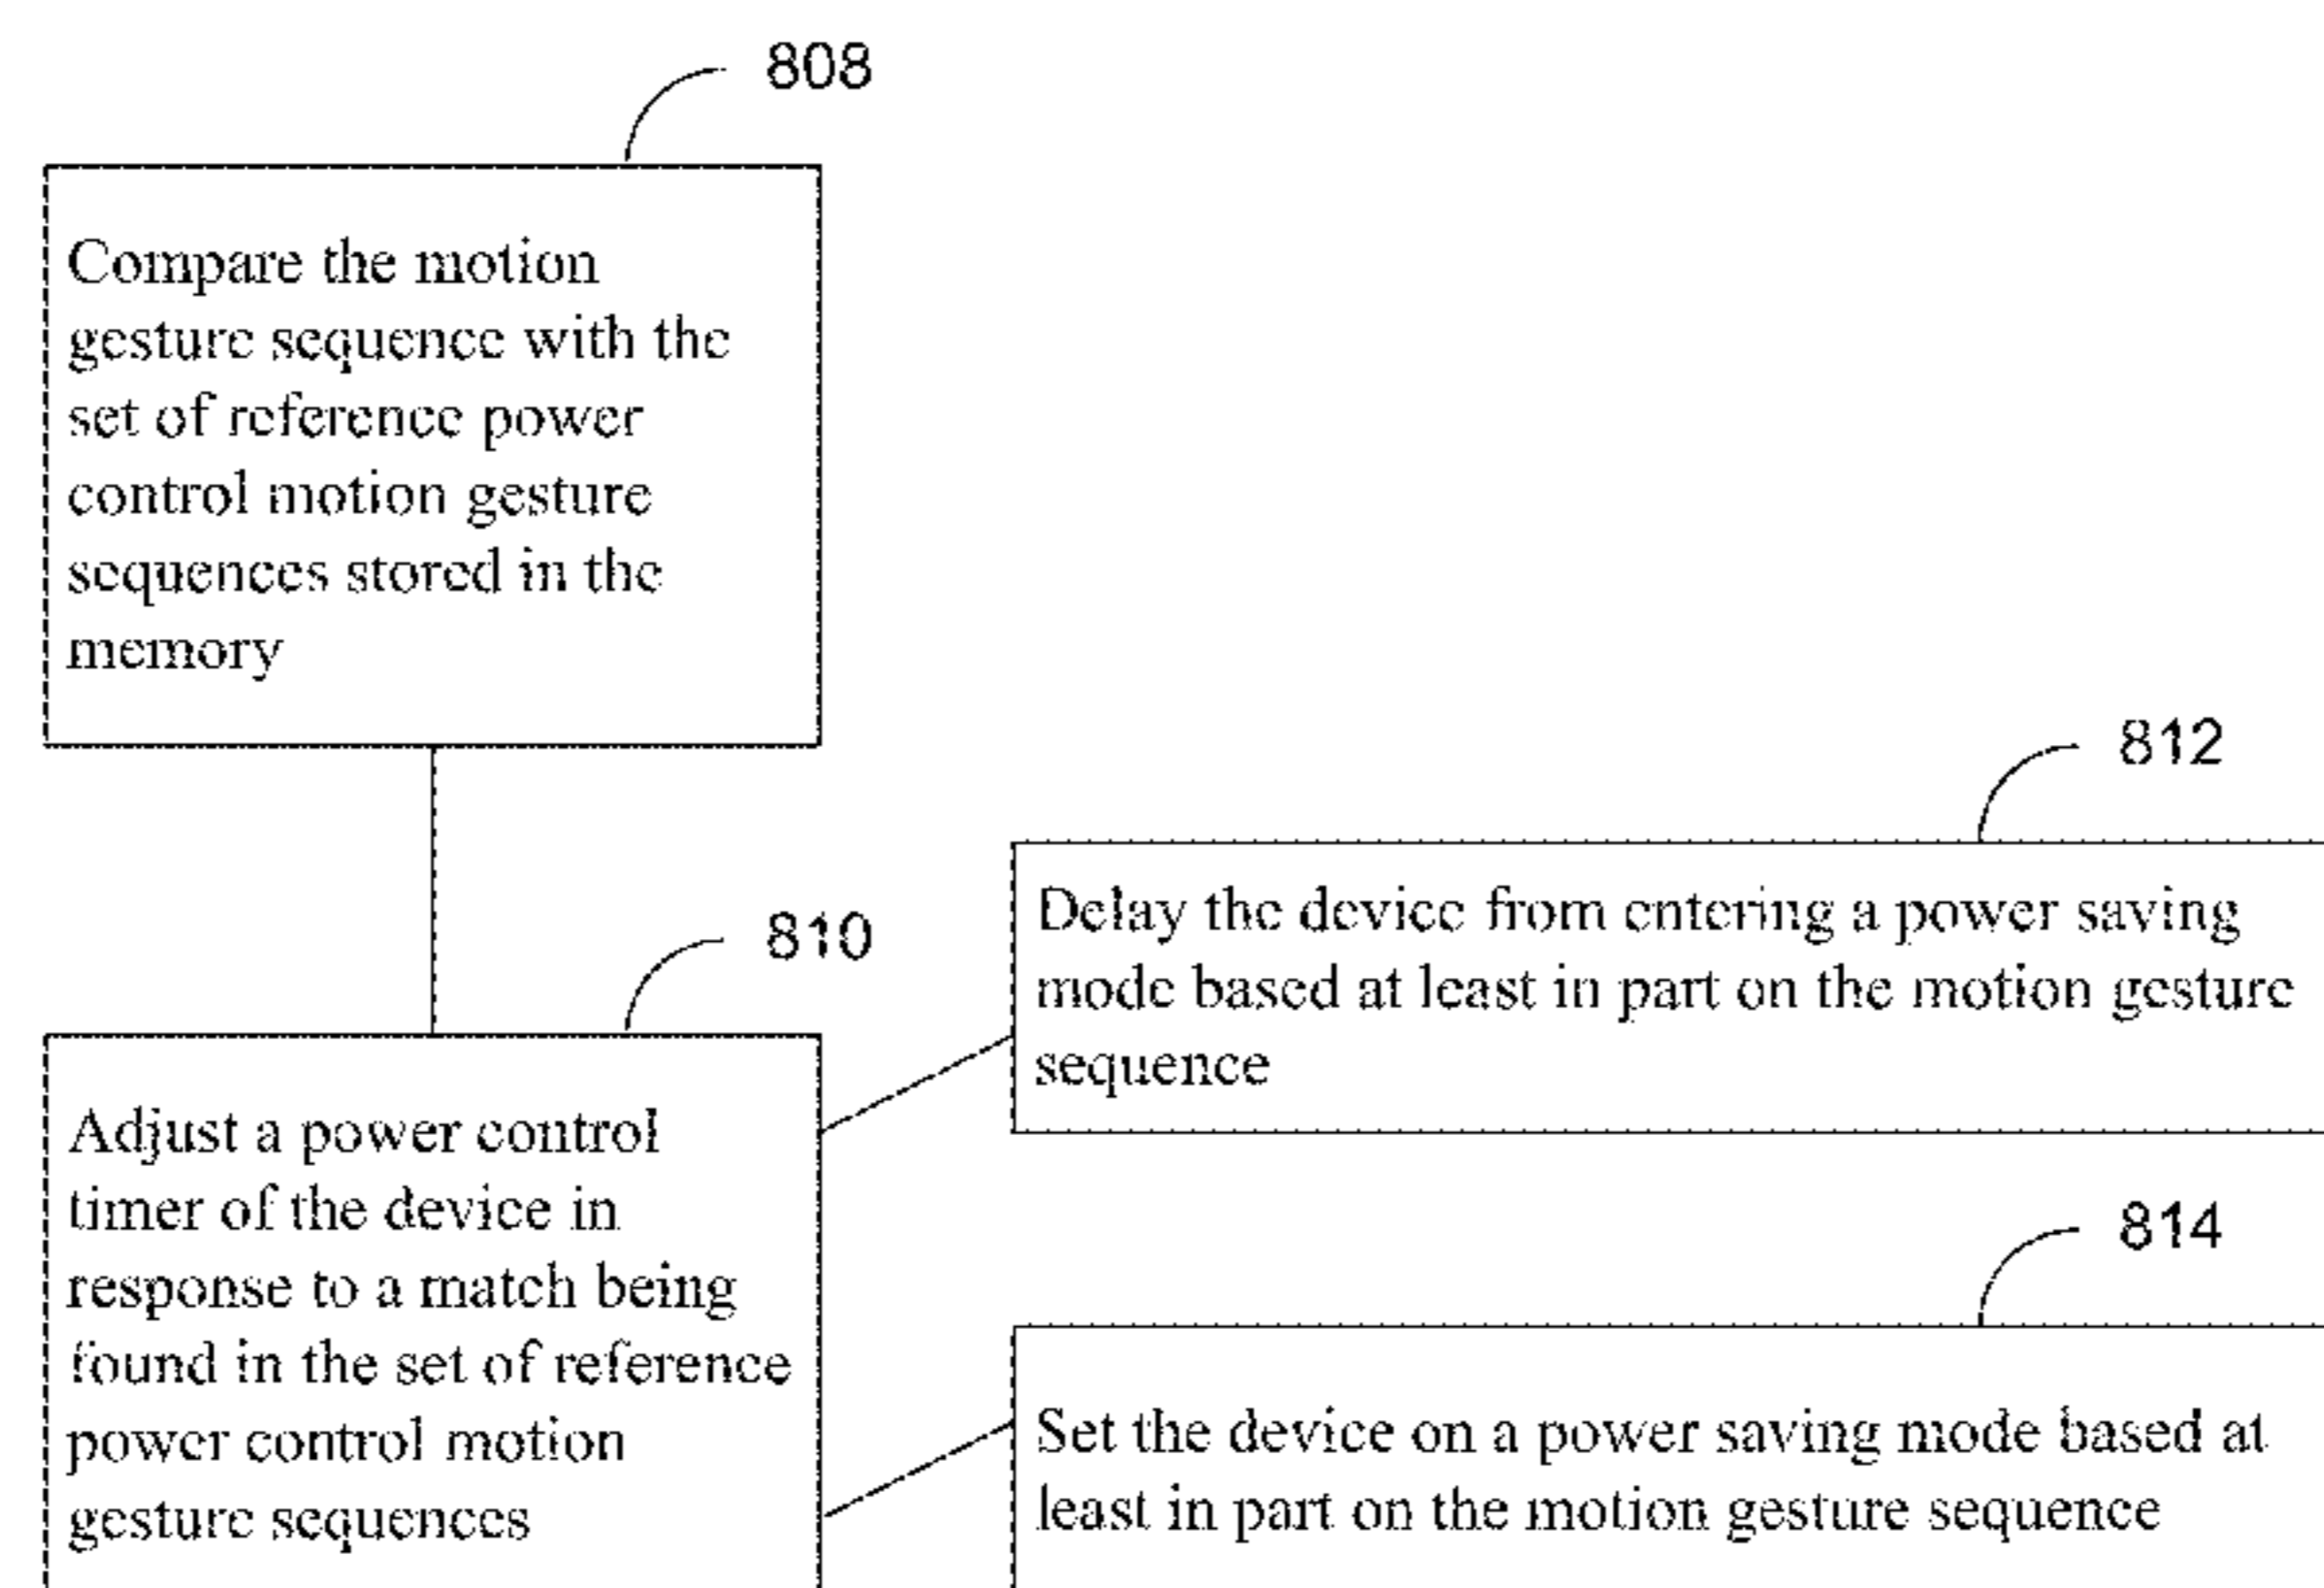 808
Compare the motion
gesture sequence with the
set of reference power
control motion gesture
sequences stored in the
memory
812
Delay the device from entering a power saving
mode based at least in part on the motion gesture
sequence
810
Adjust a power control
timer of the device in
response to a match being
found in the set of reference
power control motion
gesture sequences
814
Set the device on a power saving mode based at
least in part on the motion gesture sequence